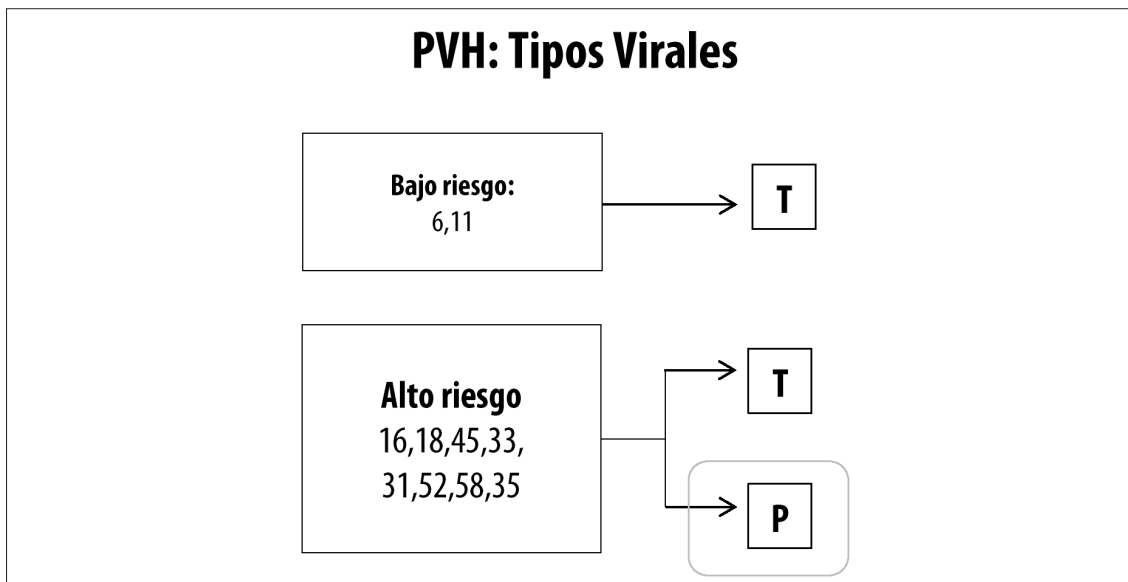 PVH: Tipos Virales
Bajo riesgo:
6,11
T
Alto riesgo
16,18,45,33,
31,52,58,35
T
P